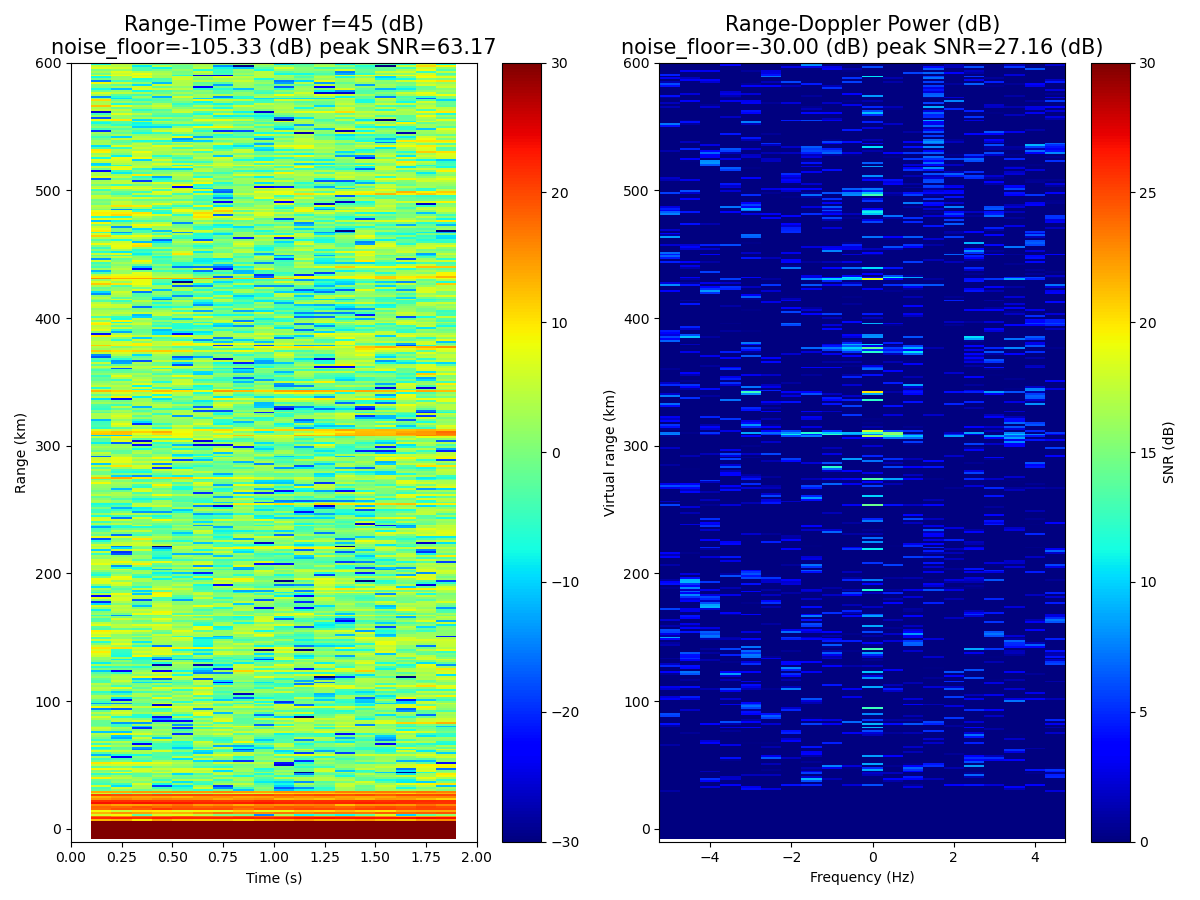 Range-Time Power f=45 (dB)
noise_floor=-105.33 (dB) peak SNR=63.17
Range (km)
600
500
400
300
200
100
0
0.00 0.25 0.50 0.75 1.00 1.25 1.50 1.75 2.00
Time (s)
30
20
10
0
−10
−20
−30
Range-Doppler Power (dB)
noise_floor=-30.00 (dB) peak SNR=27.16 (dB)
Virtual range (km)
600
500
400
300
200
100
0
−4 −2 0 2 4
Frequency (Hz)
30
25
20
15
10
5
0
SNR (dB)